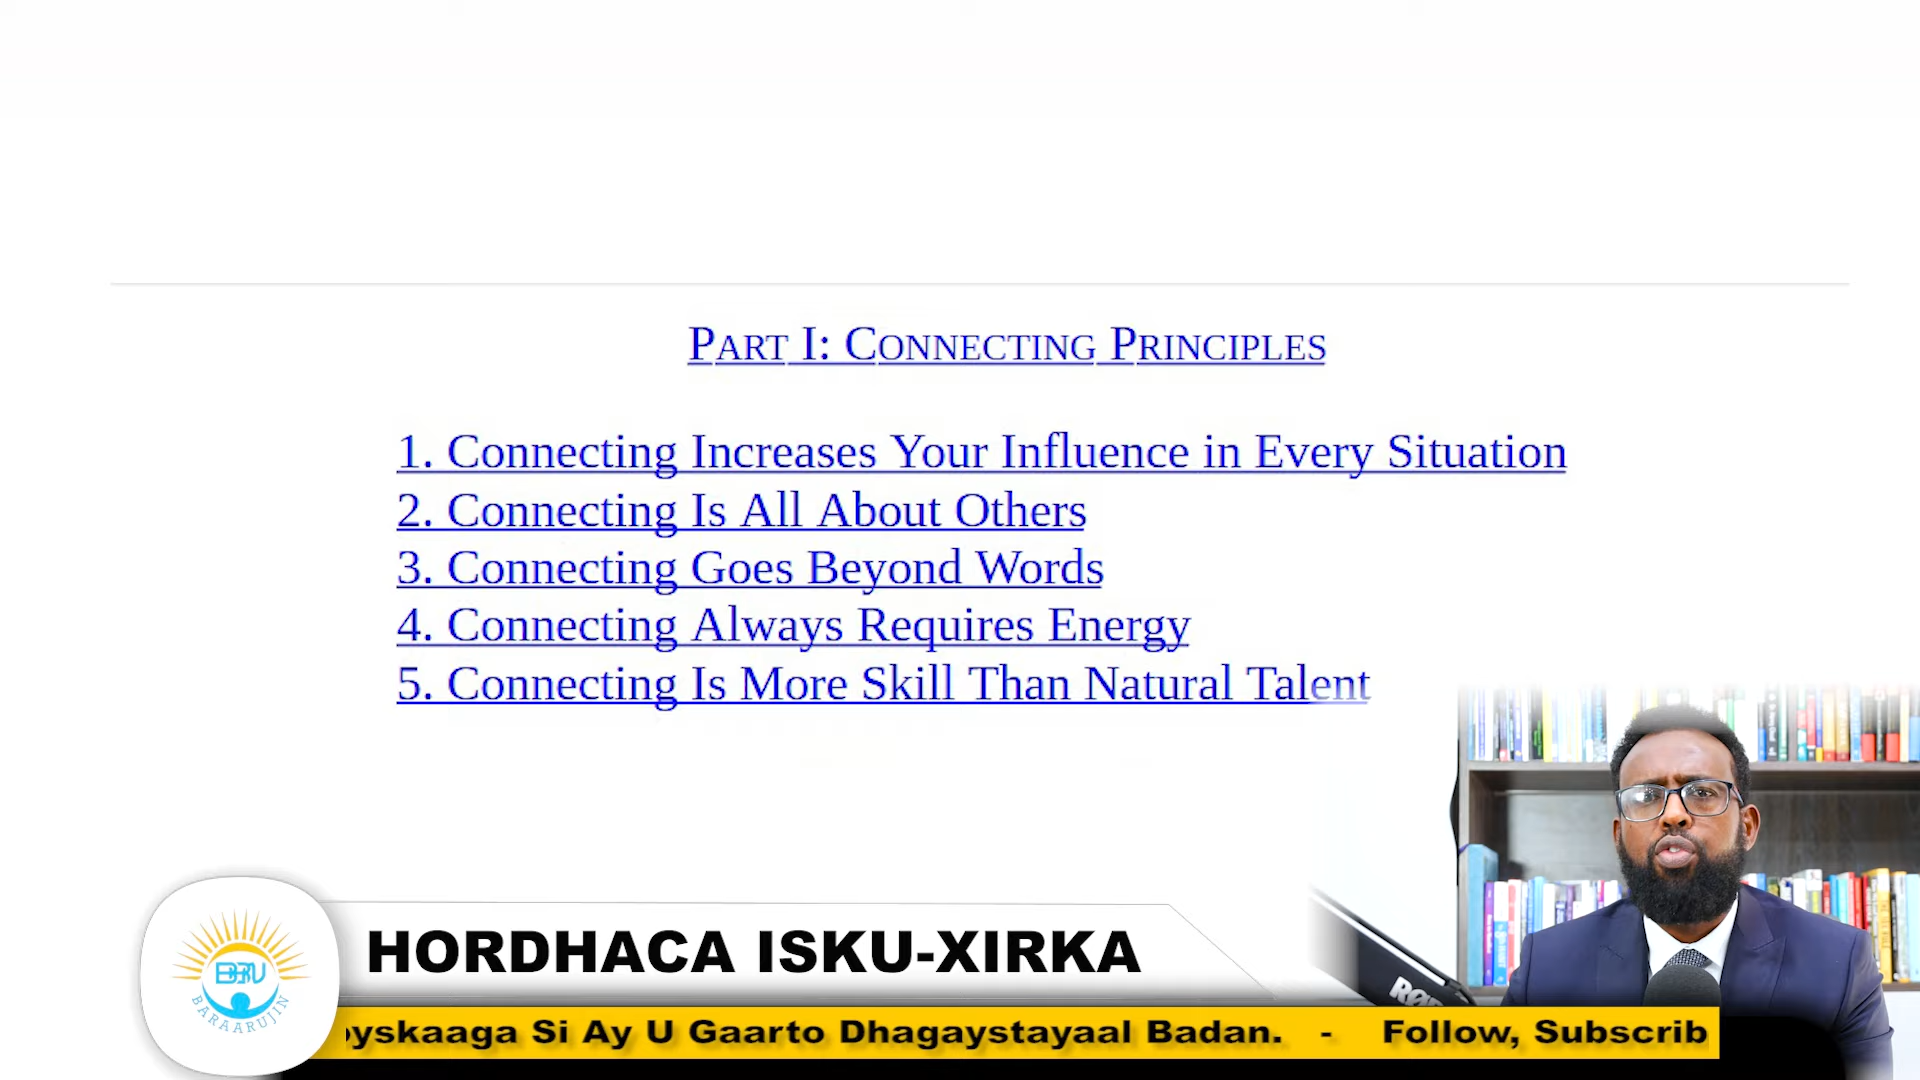 PART I: CONNECTING PRINCIPLES
1. Connecting Increases Your Influence in Every Situation
2. Connecting Is All About Others
3. Connecting Goes Beyond Words
4. Connecting Always Requires Energy
5. Connecting Is More Skill Than Natural Talent
HORDHACA ISKU-XIRKA
BARAARUJIN
Si Ay U Gaarto Dhagaystayaal Badan. - Follow,